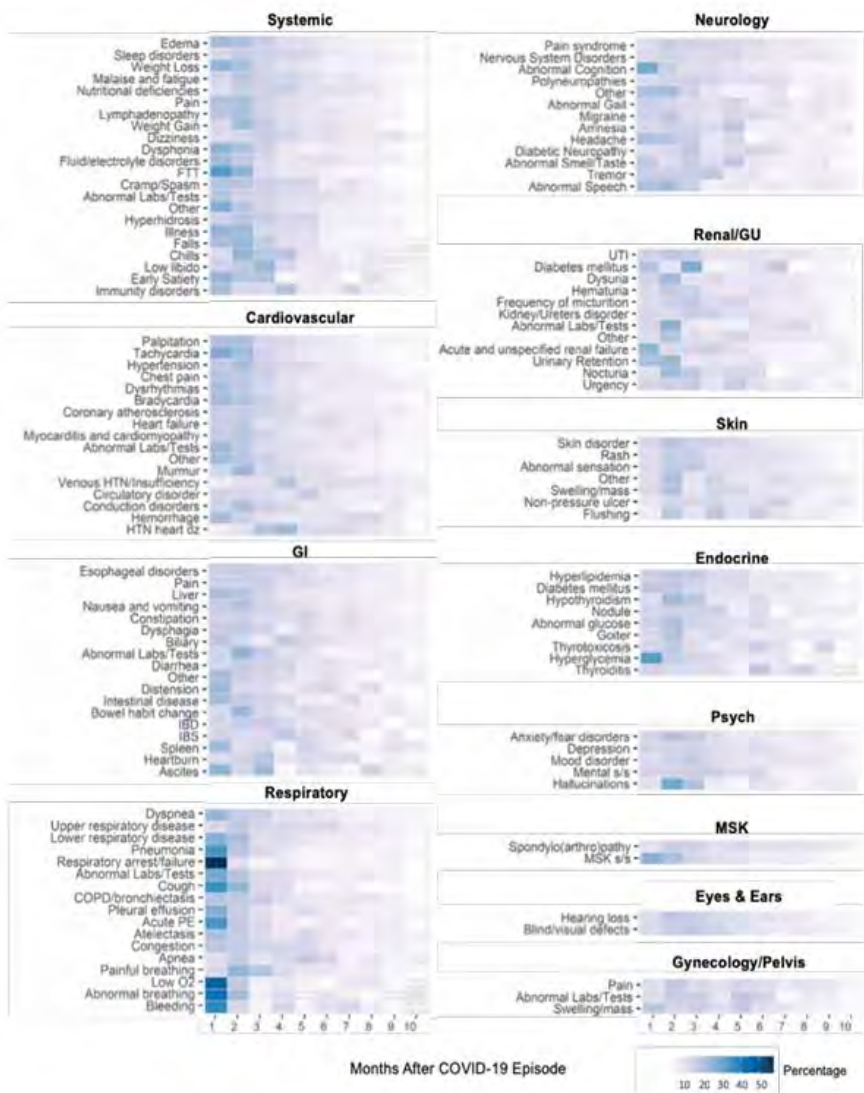 Systemic
Edema
Sleep disorders
Weight Loss
Malaise and fatigue
Nutritional deficiencies
Pain
Lymphadenopathy
Weight Gain
Dizziness
Dysphonia
Fluid/electrolyte disorders
FTT
Cramp/Spasm
Abnormal Labs/Tests
Other
Hyperhidrosis
Illness
Falls
Chills
Low libido
Early Satiety
Immunity disorders
Cardiovascular
Palpitation
Tachycardia
Hypertension
Chest pain
Dysrhythmias
Bradycardia
Coronary atherosclerosis
Heart failure
Myocarditis and cardiomyopathy
Abnormal Labs/Tests
Other
Murmur
Venous HTN/Insufficiency
Circulatory disorder
Conduction disorders
Hemorrhage
HTN heart dz
GI
Esophageal disorders
Pain
Liver
Nausea and vomiting
Constipation
Dysphagia
Biliary
Abnormal Labs/Tests
Diarrhea
Other
Distension
Intestinal disease
Bowel habit change
IBD
IBS
Spleen
Heartburn
Ascites
Respiratory
Dyspnea
Upper respiratory disease
Lower respiratory disease
Pneumonia
Respiratory arrest/failure
Abnormal Labs/Tests
Cough
COPD/bronchiectasis
Pleural effusion
Acute PE
Atelectasis
Congestion
Apnea
Painful breathing
Low O2
Abnormal breathing
Bleeding
1 2 3 4 5 6 7 8 9 10
Neurology
Pain syndrome
Nervous System Disorders
Abnormal Cognition
Polyneuropathies
Other
Abnormal Gait
Migraine
Amnesia
Headache
Diabetic Neuropathy
Abnormal Smell/Taste
Tremor
Abnormal Speech
Renal/GU
UTI
Diabetes mellitus
Dysuria
Hematuria
Frequency of micturition
Kidney/Ureters disorder
Abnormal Labs/Tests
Other
Acute and unspecified renal failure
Urinary Retention
Nocturia
Urgency
Skin
Skin disorder
Rash
Abnormal sensation
Other
Swelling/mass
Non-pressure ulcer
Flushing
Endocrine
Hyperlipidemia
Diabetes mellitus
Hypothyroidism
Nodule
Abnormal glucose
Goiter
Thyrotoxicosis
Hyperglycemia
Thyroiditis
Psych
Anxiety/fear disorders
Depression
Mood disorder
Mental s/s
Hallucinations
MSK
Spondylo(arthro)pathy
MSK s/s
Eyes & Ears
Hearing loss
Blind/visual defects
Gynecology/Pelvis
Pain
Abnormal Labs/Tests
Swelling/mass
1 2 3 4 5 6 7 8 9 10
Months After COVID-19 Episode
Percentage
10 20 30 40 50